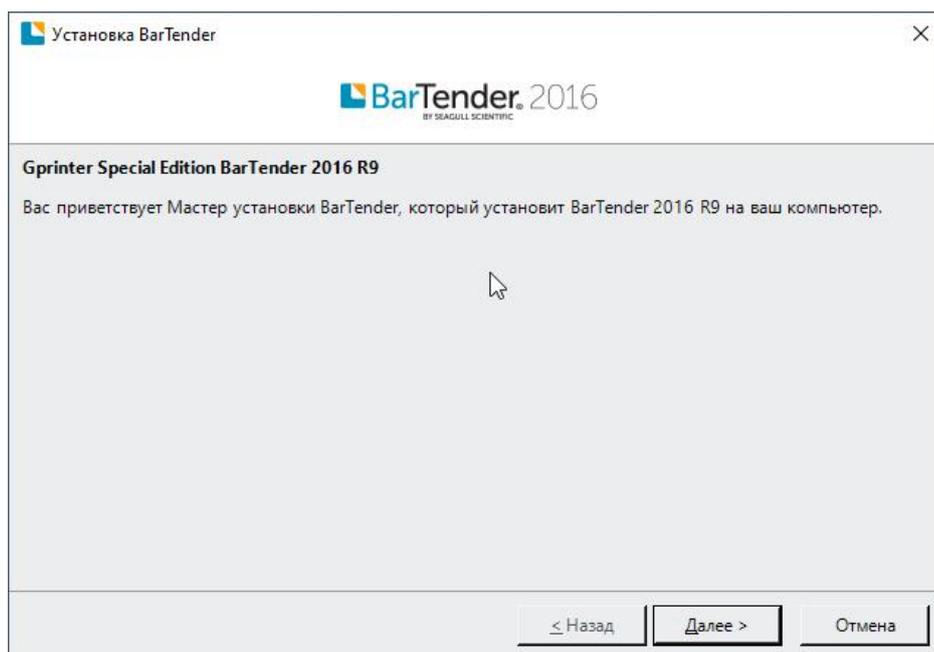 Установка BarTender
BarTender® 2016
BY SEAGULL SCIENTIFIC
Gprinter Special Edition BarTender 2016 R9
Вас приветствует Мастер установки BarTender, который установит BarTender 2016 R9 на ваш компьютер.
< Назад Далее > Отмена